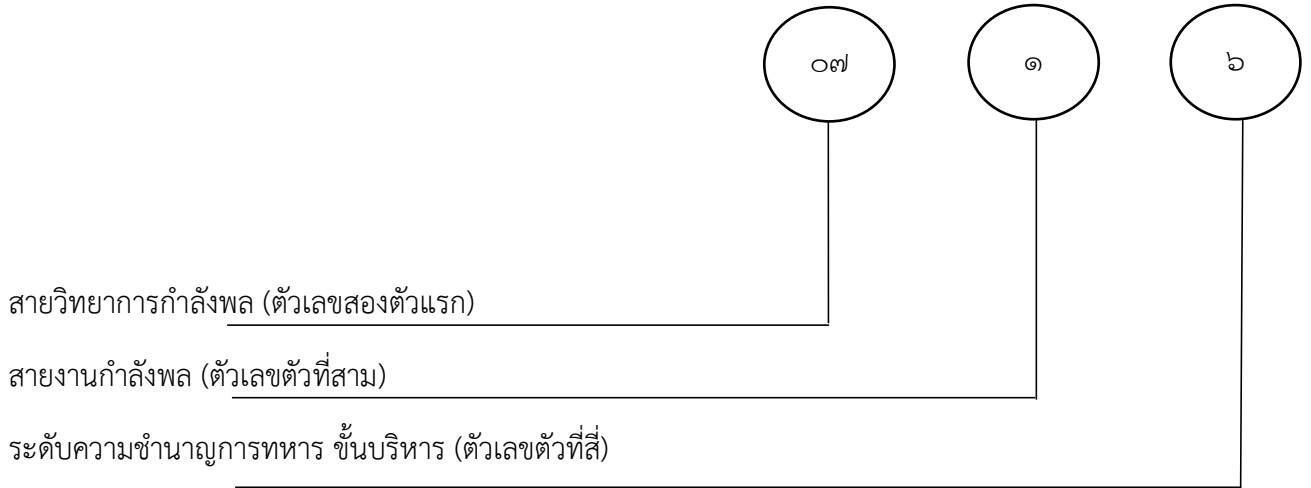 ๐๗ ๑ ๖
สายวิทยาการกำลังพล (ตัวเลขสองตัวแรก)
สายงานกำลังพล (ตัวเลขตัวที่สาม)
ระดับความชำนาญการทหาร ขั้นบริหาร (ตัวเลขตัวที่สี่)